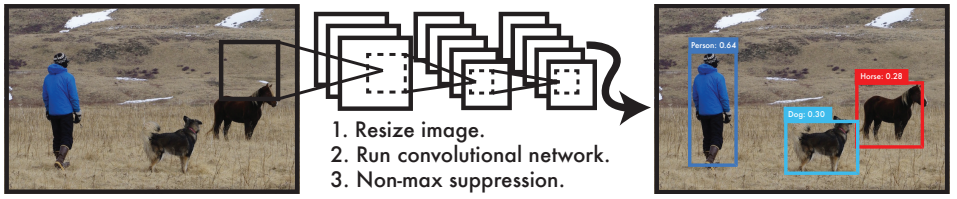 1. Resize image.
2. Run convolutional network.
3. Non-max suppression.
Person: 0.64
Horse: 0.28
Dog: 0.30